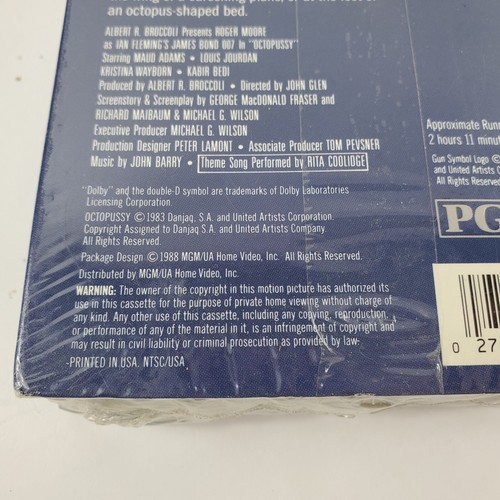 an octopus-shaped bed.
ALBERT R. BROCCOLI Presents ROGER MOORE
as IAN FLEMING'S JAMES BOND 007 in "OCTOPUSSY"
Starring MAUD ADAMS • LOUIS JOURDAN
KRISTINA WAYBORN • KABIR BEDI
Produced by ALBERT R. BROCCOLI • Directed by JOHN GLEN
Screenstory & Screenplay by GEORGE MacDONALD FRASER and
RICHARD MAIBAUM & MICHAEL G. WILSON
Executive Producer MICHAEL G. WILSON
Production Designer PETER LAMONT • Associate Producer TOM PEVSNER
Music by JOHN BARRY • Theme Song Performed by RITA COOLIDGE
"Dolby" and the double-D symbol are trademarks of Dolby Laboratories
Licensing Corporation.
OCTOPUSSY © 1983 Danjaq, S.A. and United Artists Corporation.
Copyright Assigned to Danjaq, S.A. and United Artists Company.
All Rights Reserved.
Package Design © 1988 MGM/UA Home Video, Inc. All Rights Reserved.
Distributed by MGM/UA Home Video, Inc.
WARNING: The owner of the copyright in this motion picture has authorized its
use in this cassette for the purpose of private home viewing without charge of
any kind. Any other use of this cassette, including any copying, reproduction,
or performance of any of the material in it, is an infringement of copyright and
may result in civil liability or criminal prosecution as provided by law.
-PRINTED IN USA. NTSC/USA
Approximate Runn
2 hours 11 minut
Gun Symbol Logo ©
and United Artists C
All Rights Reserved.
PG
0 27